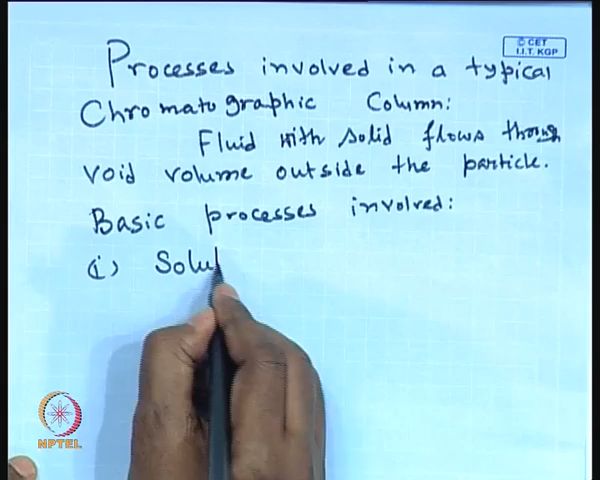 © CET
I.I.T. KGP
Processes involved in a typical
Chromatographic Column:
Fluid with solid flows through
void volume outside the particle.
Basic processes involved:
(i) Solu
NPTEL